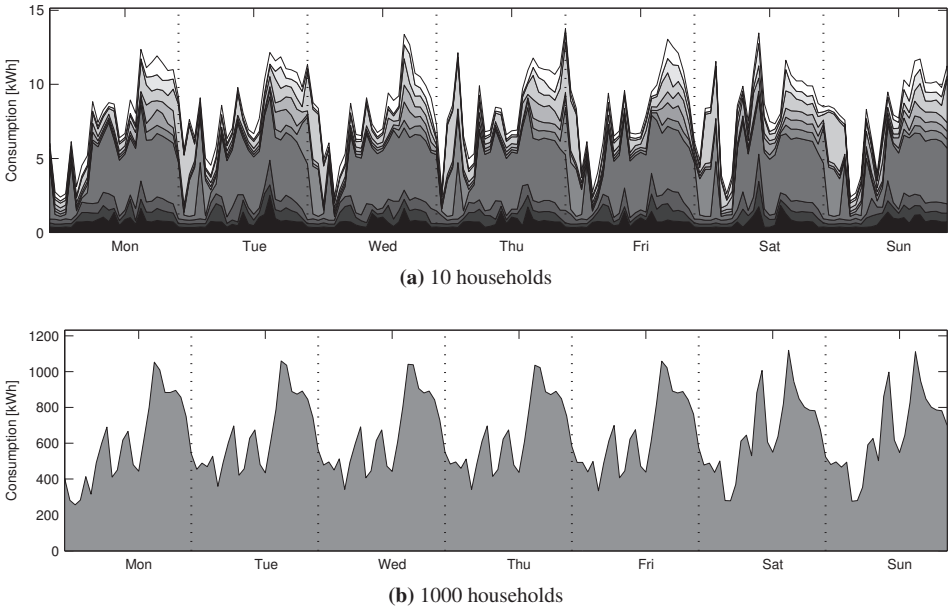 15
10
5
0
Consumption [kWh]
Mon Tue Wed Thu Fri Sat Sun
(a) 10 households
1200
1000
800
600
400
200
0
Consumption [kWh]
Mon Tue Wed Thu Fri Sat Sun
(b) 1000 households